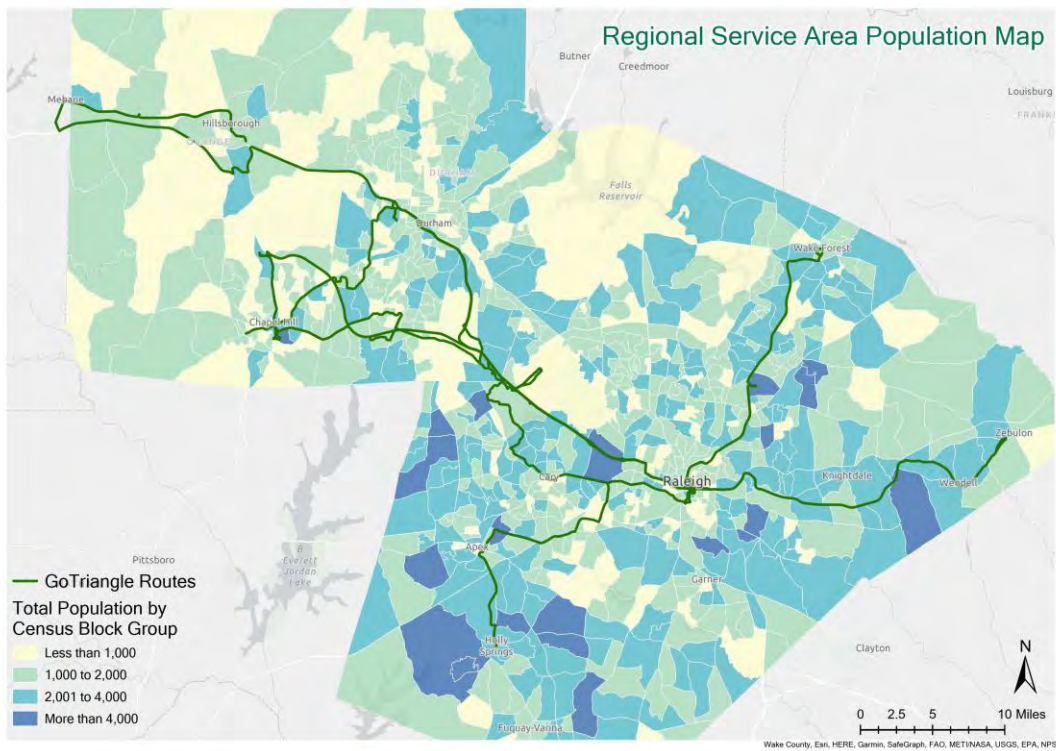 Regional Service Area Population Map
Butner
Creedmoor
Louisburg
FRANK
Mebane
Hillsborough
ORANGE
DURHAM
Falls
Reservoir
Durham
Wake Forest
Chapel Hill
Zebulon
Cary
Raleigh
Knightdale
Wendell
Apex
Pittsboro
B
Everett
Jordan
Lake
Garner
Holly
Springs
Clayton
Fuquay-Varina
GoTriangle Routes
Total Population by
Census Block Group
Less than 1,000
1,000 to 2,000
2,001 to 4,000
More than 4,000
N
0 2.5 5 10 Miles
Wake County, Esri, HERE, Garmin, SafeGraph, FAO, METI/NASA, USGS, EPA, NPS